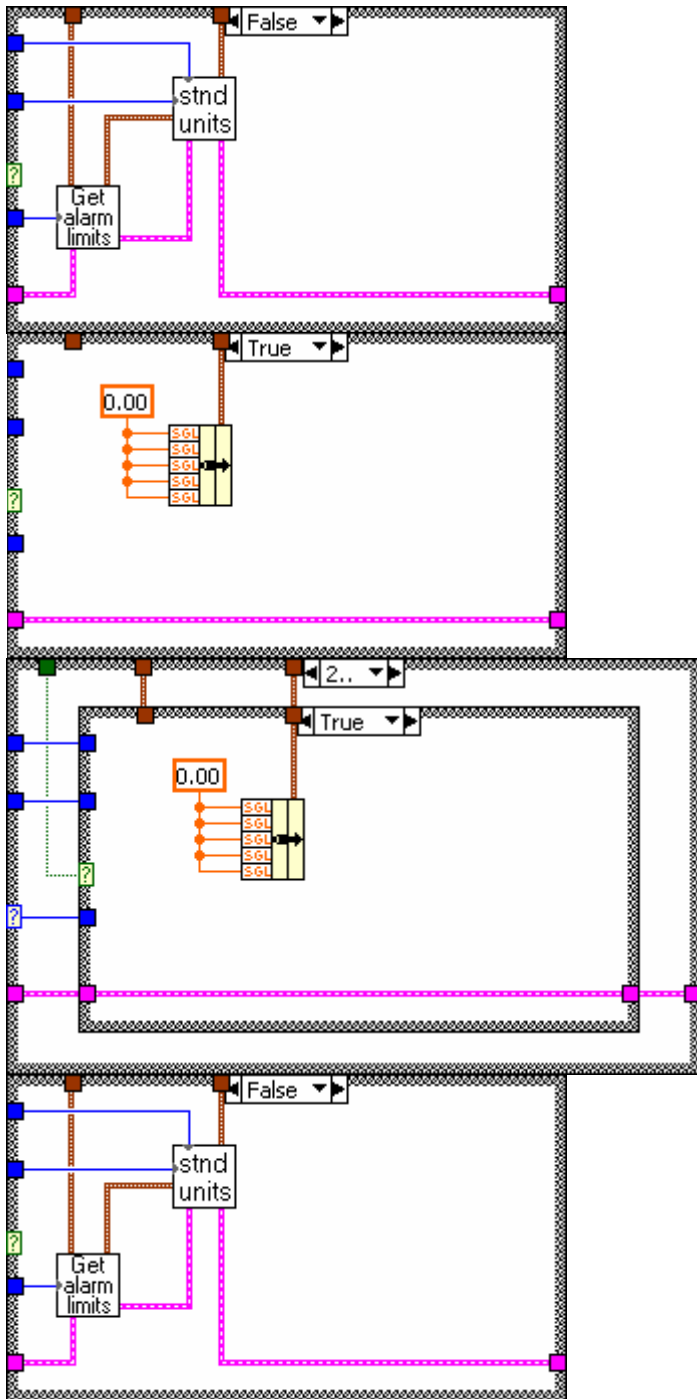 False
stnd
units
?
Get
alarm
limits
True
0.00
SGL
SGL
?
SGL
SGL
SGL
2..
True
0.00
SGL
SGL
SGL
SGL
SGL
?
?
False
stnd
units
?
Get
alarm
limits